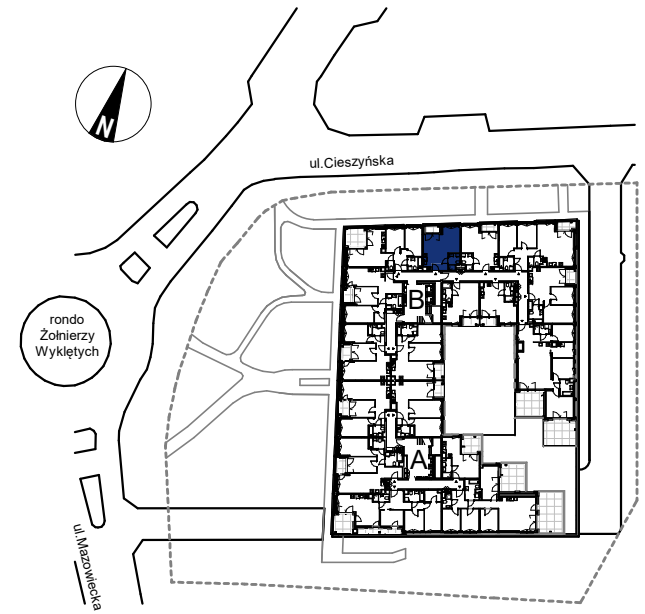 N
ul.Cieszyńska
rondo
Żołnierzy
Wyklętych
B
A
ul.Mazowiecka